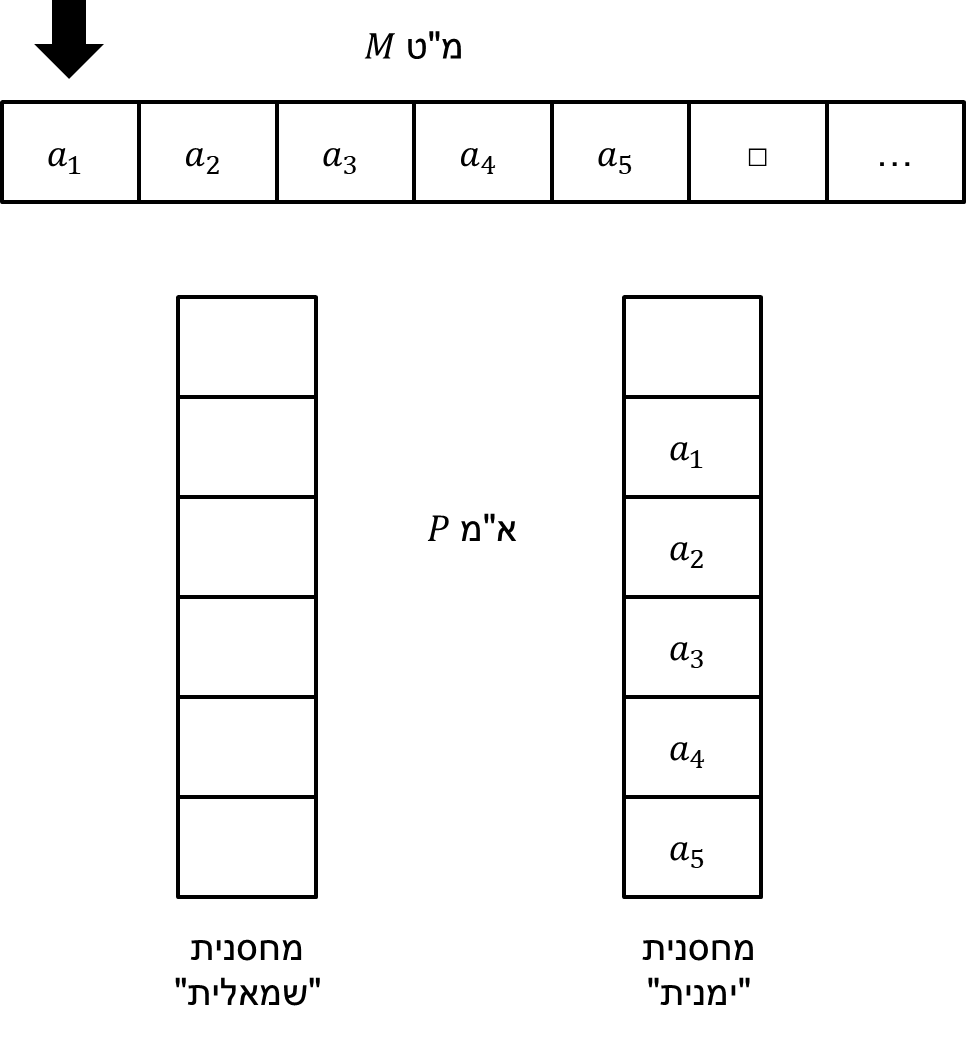 מ"ט M
a₁ a₂ a₃ a₄ a₅ □ …
a₁
א"מ P
a₂
a₃
a₄
a₅
מחסנית
"שמאלית"
מחסנית
"ימנית"